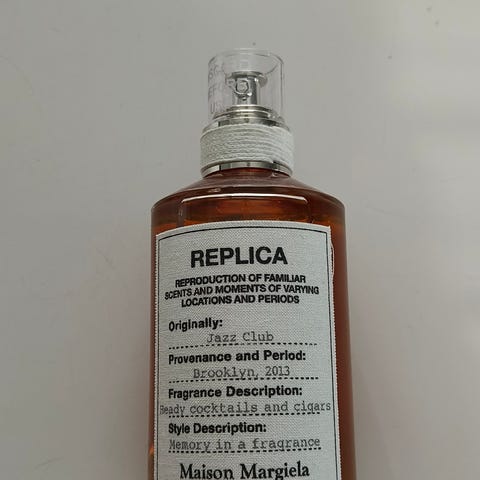 REPLICA
REPRODUCTION OF FAMILIAR
SCENTS AND MOMENTS OF VARYING
LOCATIONS AND PERIODS
Originally:
Jazz Club
Provenance and Period:
Brooklyn, 2013
Fragrance Description:
Heady cocktails and cigars
Style Description:
Memory in a fragrance
Maison Margiela